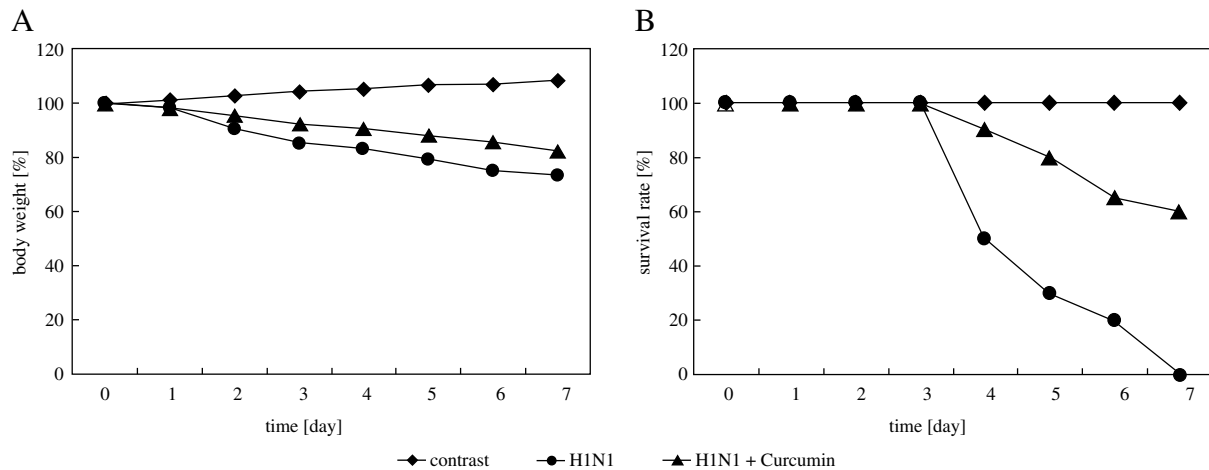 A
120
100
80
60
40
20
0
body weight [%]
0 1 2 3 4 5 6 7
time [day]
B
120
100
80
60
40
20
0
survival rate [%]
0 1 2 3 4 5 6 7
time [day]
contrast H1N1 H1N1 + Curcumin